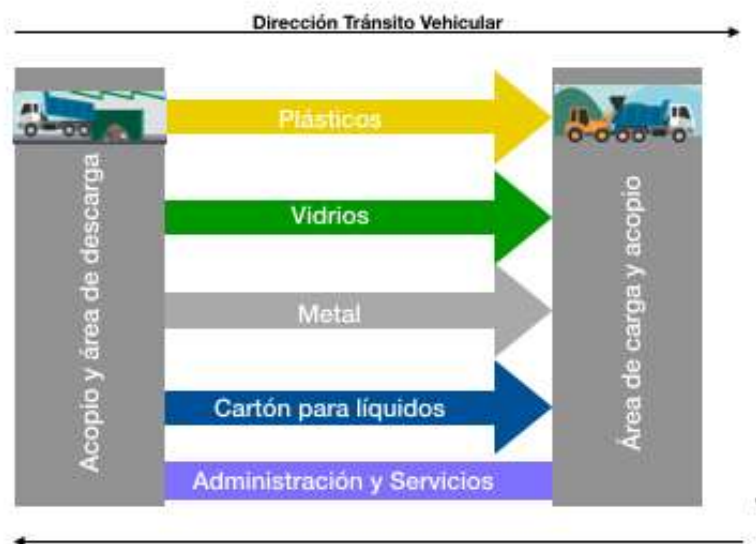 Dirección Tránsito Vehicular
Acopio y área de descarga
Plásticos
Vidrios
Metal
Cartón para líquidos
Administración y Servicios
Área de carga y acopio